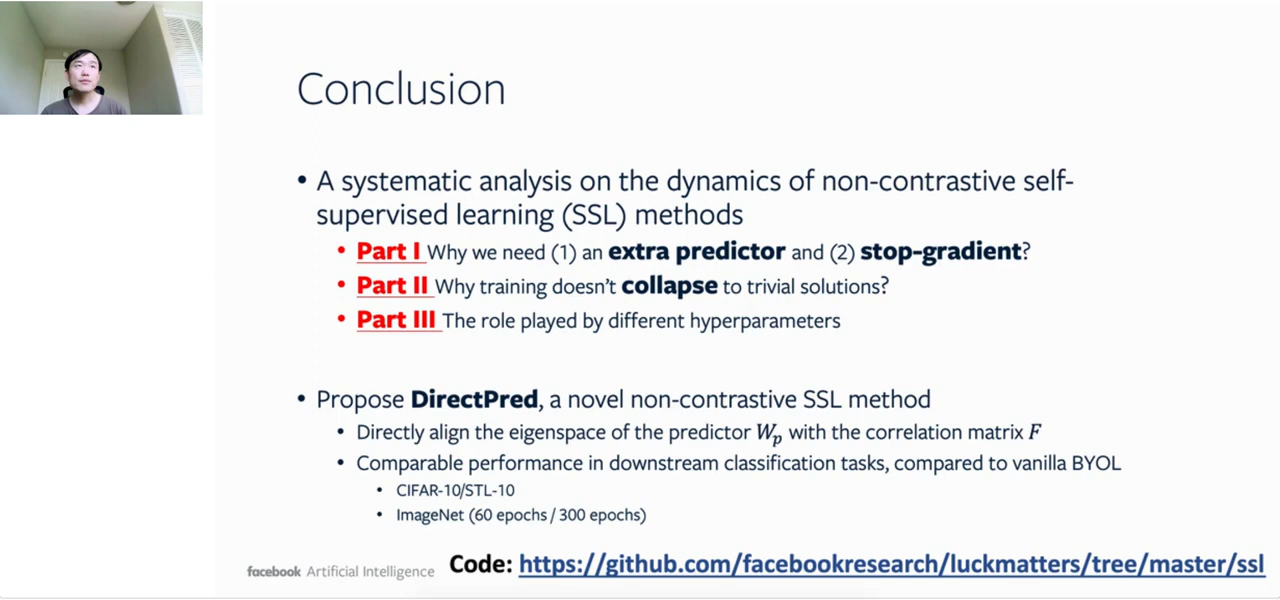 Conclusion
• A systematic analysis on the dynamics of non-contrastive self-
supervised learning (SSL) methods
• Part I Why we need (1) an extra predictor and (2) stop-gradient?
• Part II Why training doesn't collapse to trivial solutions?
• Part III The role played by different hyperparameters
• Propose DirectPred, a novel non-contrastive SSL method
• Directly align the eigenspace of the predictor Wₚ with the correlation matrix F
• Comparable performance in downstream classification tasks, compared to vanilla BYOL
• CIFAR-10/STL-10
• ImageNet (60 epochs / 300 epochs)
facebook Artificial Intelligence Code: https://github.com/facebookresearch/luckmatters/tree/master/ssl